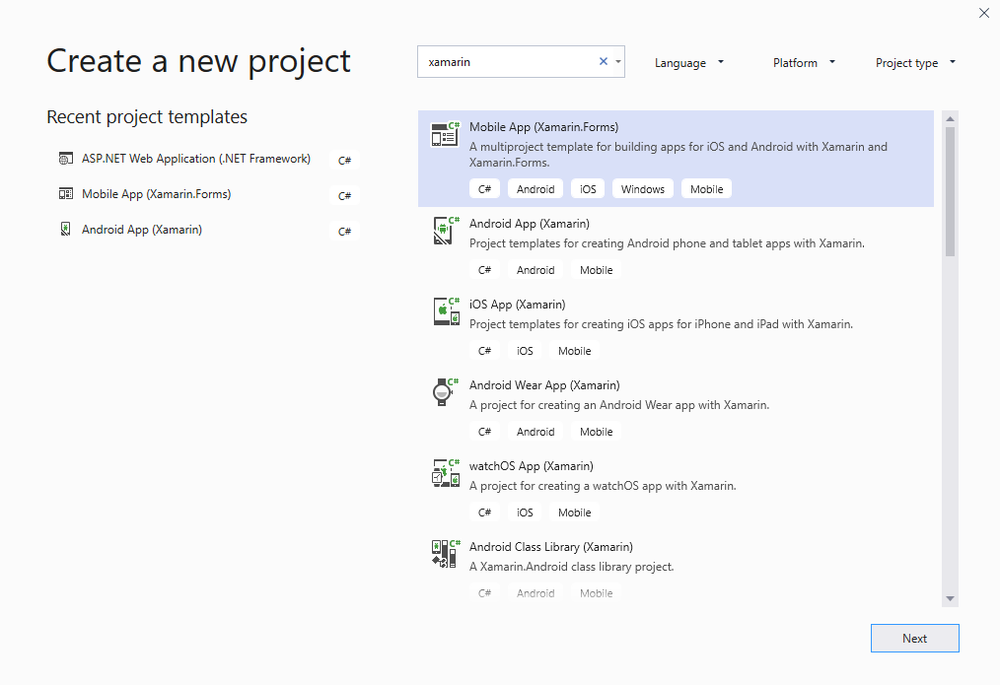 Create a new project
xamarin
Language
Platform
Project type
Recent project templates
ASP.NET Web Application (.NET Framework) C#
Mobile App (Xamarin.Forms) C#
Android App (Xamarin) C#
C# Mobile App (Xamarin.Forms)
A multiproject template for building apps for iOS and Android with Xamarin and
Xamarin.Forms.
C# Android iOS Windows Mobile
C# Android App (Xamarin)
Project templates for creating Android phone and tablet apps with Xamarin.
C# Android Mobile
C# iOS App (Xamarin)
Project templates for creating iOS apps for iPhone and iPad with Xamarin.
C# iOS Mobile
C# Android Wear App (Xamarin)
A project for creating an Android Wear app with Xamarin.
C# Android Mobile
C# watchOS App (Xamarin)
A project for creating a watchOS app with Xamarin.
C# iOS Mobile
C# Android Class Library (Xamarin)
A Xamarin.Android class library project.
C# Android Mobile
Next